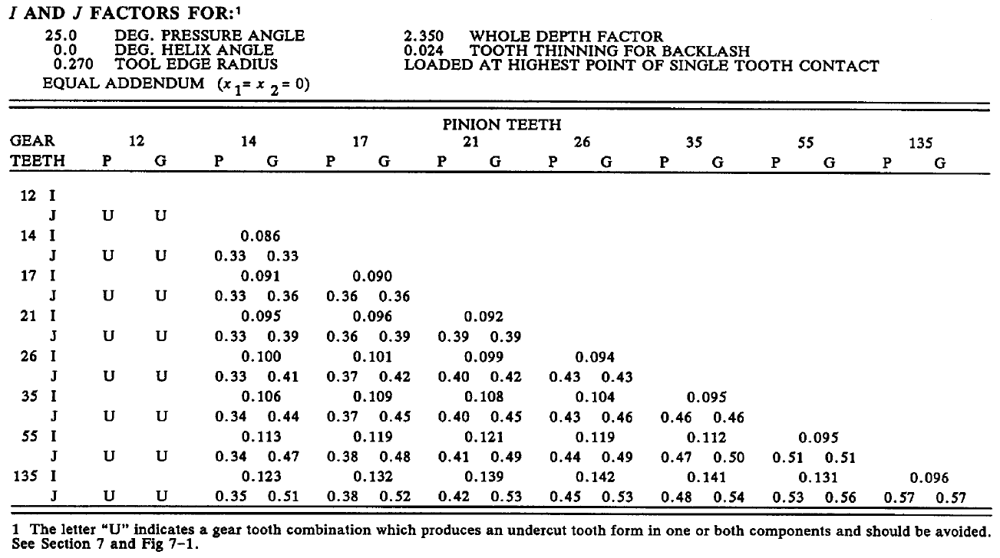 I AND J FACTORS FOR:1
25.0 DEG. PRESSURE ANGLE 2.350 WHOLE DEPTH FACTOR
0.0 DEG. HELIX ANGLE 0.024 TOOTH THINNING FOR BACKLASH
0.270 TOOL EDGE RADIUS LOADED AT HIGHEST POINT OF SINGLE TOOTH CONTACT
EQUAL ADDENDUM (x 1= x 2 = 0)
PINION TEETH
GEAR 12 14 17 21 26 35 55 135
TEETH P G P G P G P G P G P G P G P G
12 I
J U U
14 I 0.086
J U U 0.33 0.33
17 I 0.091 0.090
J U U 0.33 0.36 0.36 0.36
21 I 0.095 0.096 0.092
J U U 0.33 0.39 0.36 0.39 0.39 0.39
26 I 0.100 0.101 0.099 0.094
J U U 0.33 0.41 0.37 0.42 0.40 0.42 0.43 0.43
35 I 0.106 0.109 0.108 0.104 0.095
J U U 0.34 0.44 0.37 0.45 0.40 0.45 0.43 0.46 0.46 0.46
55 I 0.113 0.119 0.121 0.119 0.112 0.095
J U U 0.34 0.47 0.38 0.48 0.41 0.49 0.44 0.49 0.47 0.50 0.51 0.51
135 I 0.123 0.132 0.139 0.142 0.141 0.131 0.096
J U U 0.35 0.51 0.38 0.52 0.42 0.53 0.45 0.53 0.48 0.54 0.53 0.56 0.57 0.57
1 The letter "U" indicates a gear tooth combination which produces an undercut tooth form in one or both components and should be avoided.
See Section 7 and Fig 7-1.